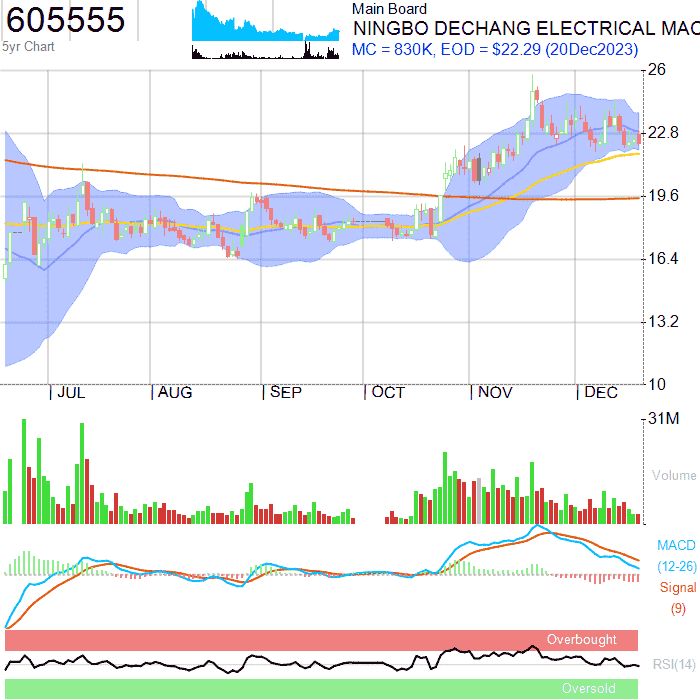 605555
5yr Chart
Main Board
NINGBO DECHANG ELECTRICAL MAC
MC = 830K, EOD = $22.29 (20Dec2023)
26
22.8
19.6
16.4
13.2
10
JUL
AUG
SEP
OCT
NOV
DEC
31M
Volume
MACD
(12-26)
Signal
(9)
Overbought
RSI(14)
Oversold